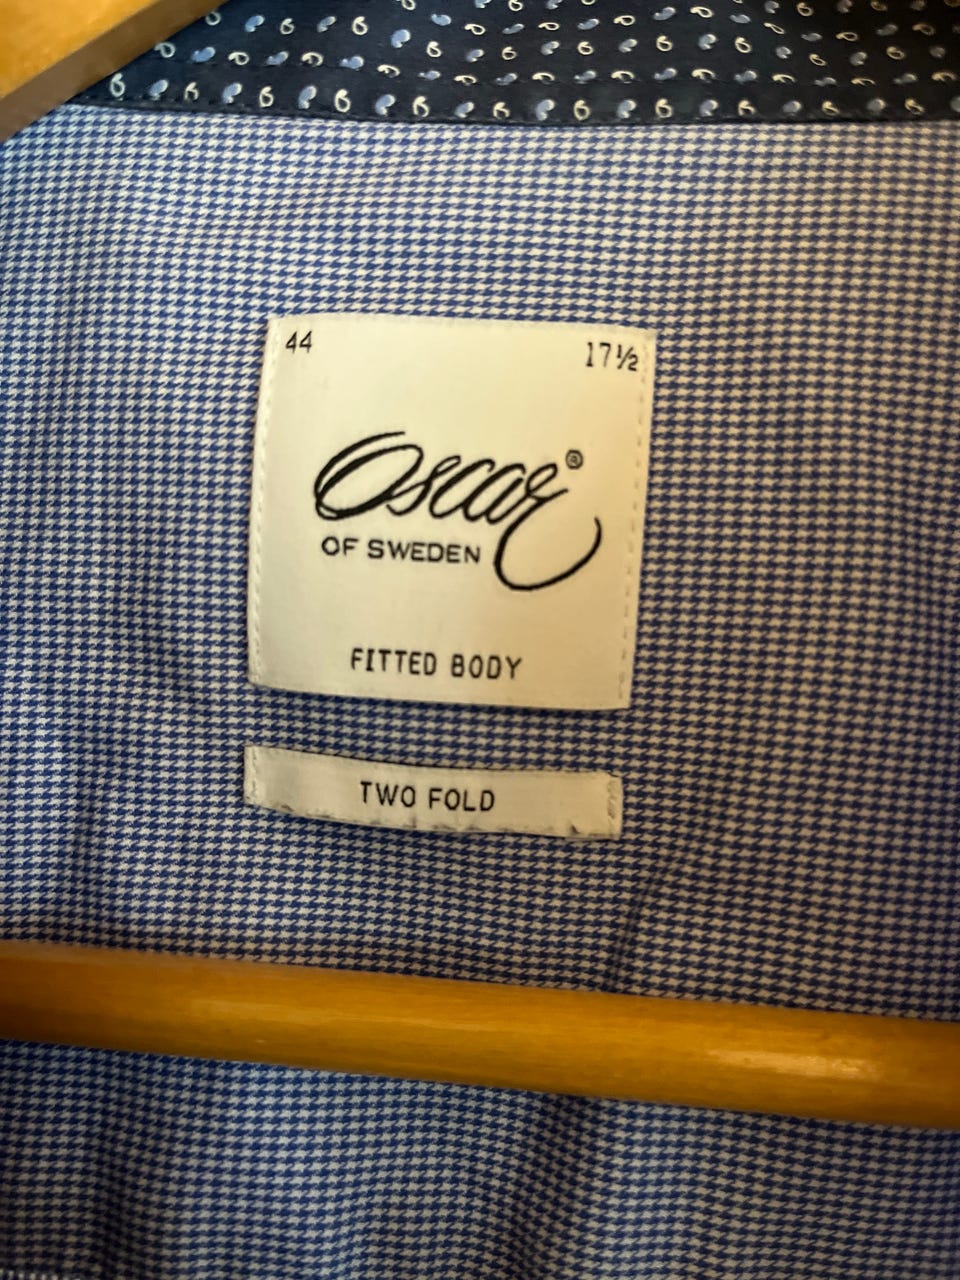 44 17½
Oscar®
OF SWEDEN
FITTED BODY
TWO FOLD